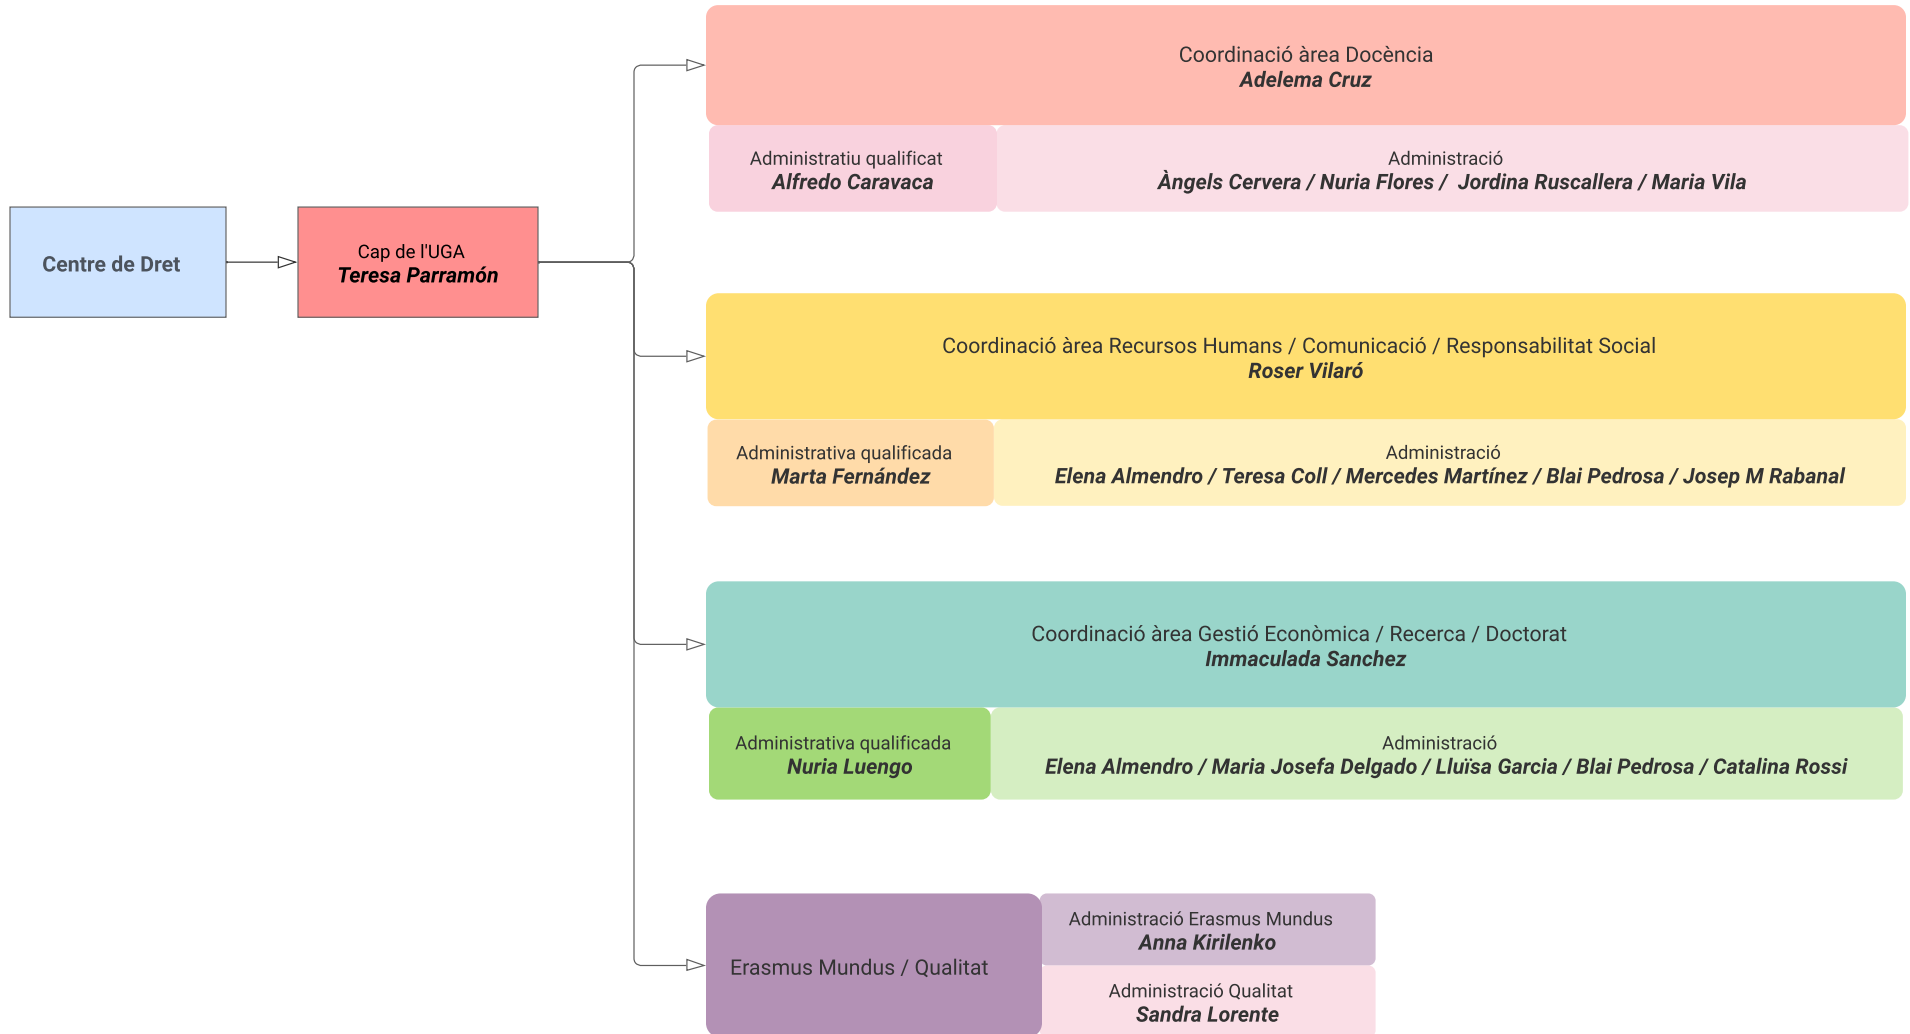 Centre de Dret
Cap de l'UGA
Teresa Parramón
Coordinació àrea Docència
Adelema Cruz
Administratiu qualificat
Alfredo Caravaca
Administració
Àngels Cervera / Nuria Flores / Jordina Ruscallera / Maria Vila
Coordinació àrea Recursos Humans / Comunicació / Responsabilitat Social
Roser Vilaró
Administrativa qualificada
Marta Fernández
Administració
Elena Almendro / Teresa Coll / Mercedes Martínez / Blai Pedrosa / Josep M Rabanal
Coordinació àrea Gestió Econòmica / Recerca / Doctorat
Immaculada Sanchez
Administrativa qualificada
Nuria Luengo
Administració
Elena Almendro / Maria Josefa Delgado / Lluïsa Garcia / Blai Pedrosa / Catalina Rossi
Erasmus Mundus / Qualitat
Administració Erasmus Mundus
Anna Kirilenko
Administració Qualitat
Sandra Lorente